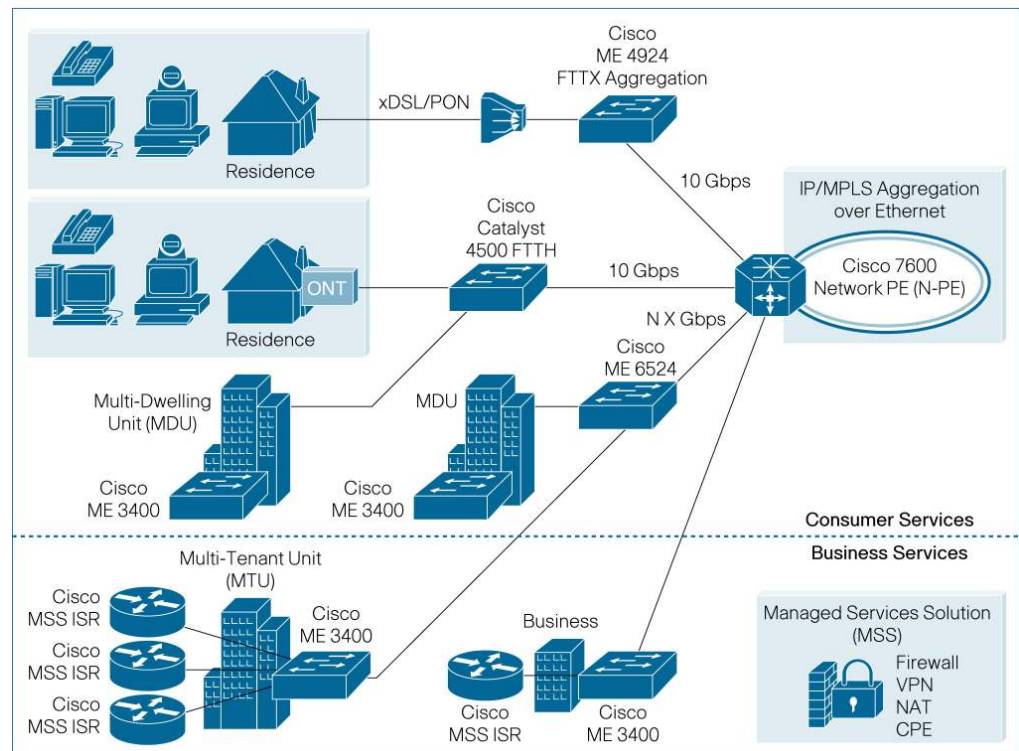 Cisco
ME 4924
FTTX Aggregation
xDSL/PON
Residence
10 Gbps
IP/MPLS Aggregation
over Ethernet
Cisco 7600
Network PE (N-PE)
Cisco
Catalyst
4500 FTTH
10 Gbps
ONT
Residence
N X Gbps
Cisco
ME 6524
Multi-Dwelling
Unit (MDU)
MDU
Cisco
ME 3400
Cisco
ME 3400
Consumer Services
Business Services
Multi-Tenant Unit
(MTU)
Cisco
MSS ISR
Cisco
MSS ISR
Cisco
MSS ISR
Cisco
ME 3400
Business
Cisco
MSS ISR
Cisco
ME 3400
Managed Services Solution
(MSS)
Firewall
VPN
NAT
CPE